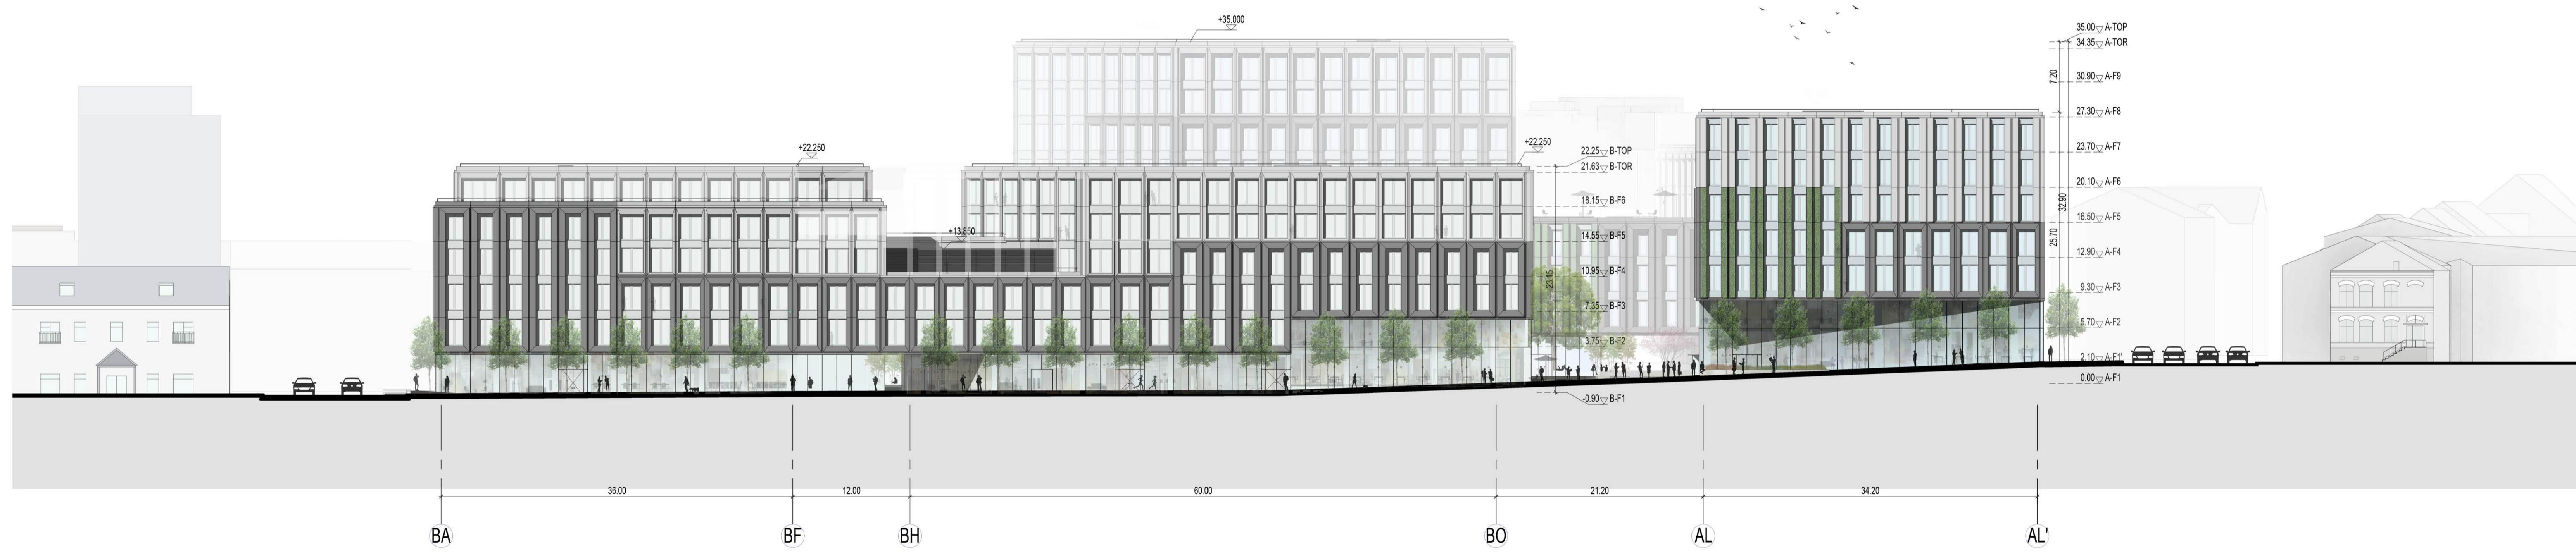 +35.000
+22.250
+13.850
+22.250
22.25 B-TOP
21.63 B-TOR
18.15 B-F6
14.55 B-F5
10.95 B-F4
7.35 B-F3
3.75 B-F2
-0.90 B-F1
23.15
35.00 A-TOP
34.35 A-TOR
30.90 A-F9
27.30 A-F8
23.70 A-F7
20.10 A-F6
16.50 A-F5
12.90 A-F4
9.30 A-F3
5.70 A-F2
2.10 A-F1'
0.00 A-F1
7.20
32.90
25.70
36.00
12.00
60.00
21.20
34.20
BA
BF
BH
BO
AL
AL'